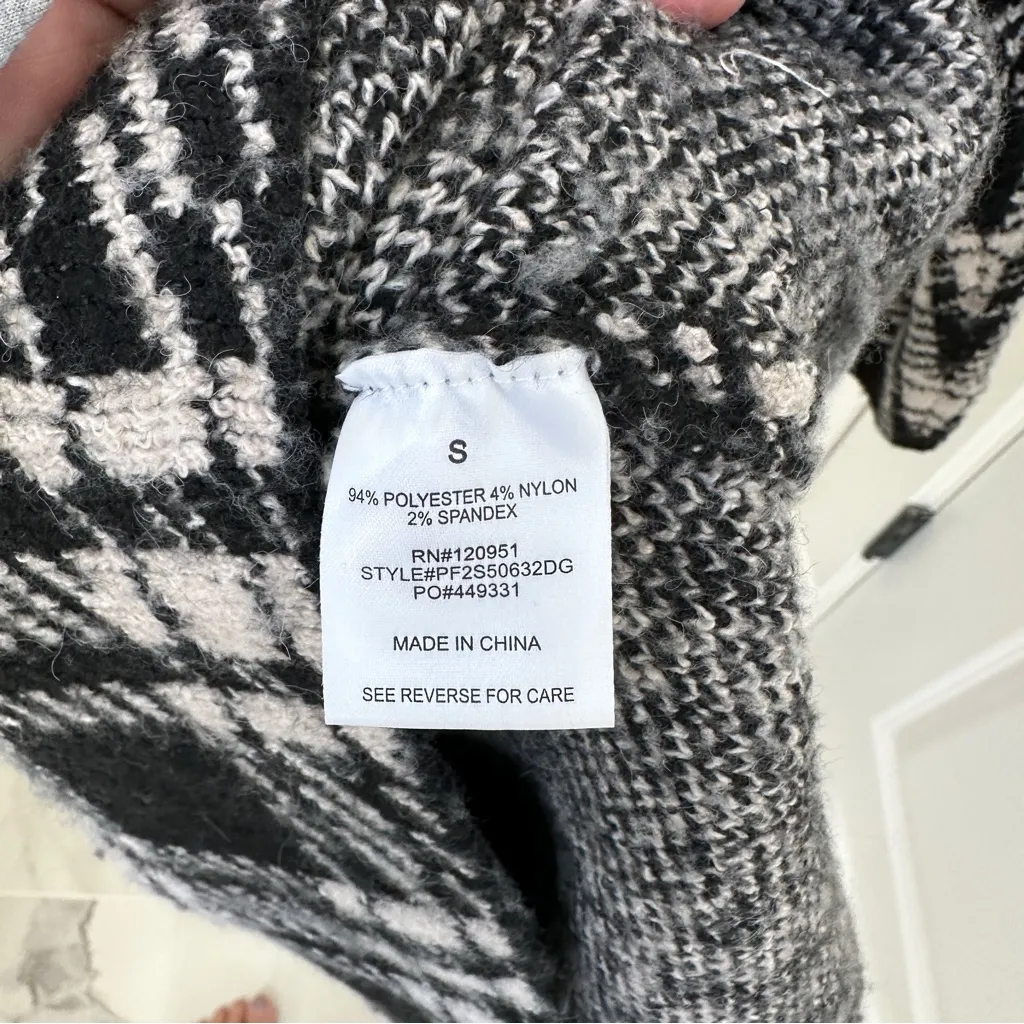 S
94% POLYESTER 4% NYLON
2% SPANDEX
RN#120951
STYLE#PF2S50632DG
PO#449331
MADE IN CHINA
SEE REVERSE FOR CARE